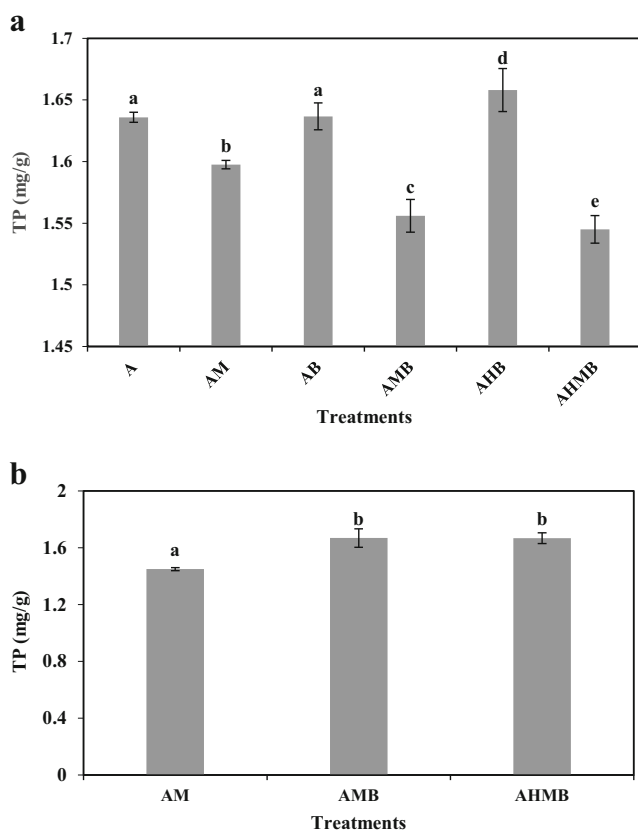 a
1.7
1.65
1.6
1.55
1.5
1.45
TP (mg/g)
a
b
a
c
d
e
A
AM
AB
AMB
AHB
AHMB
Treatments
b
2
1.6
1.2
0.8
0.4
0
TP (mg/g)
a
b
b
AM
AMB
AHMB
Treatments